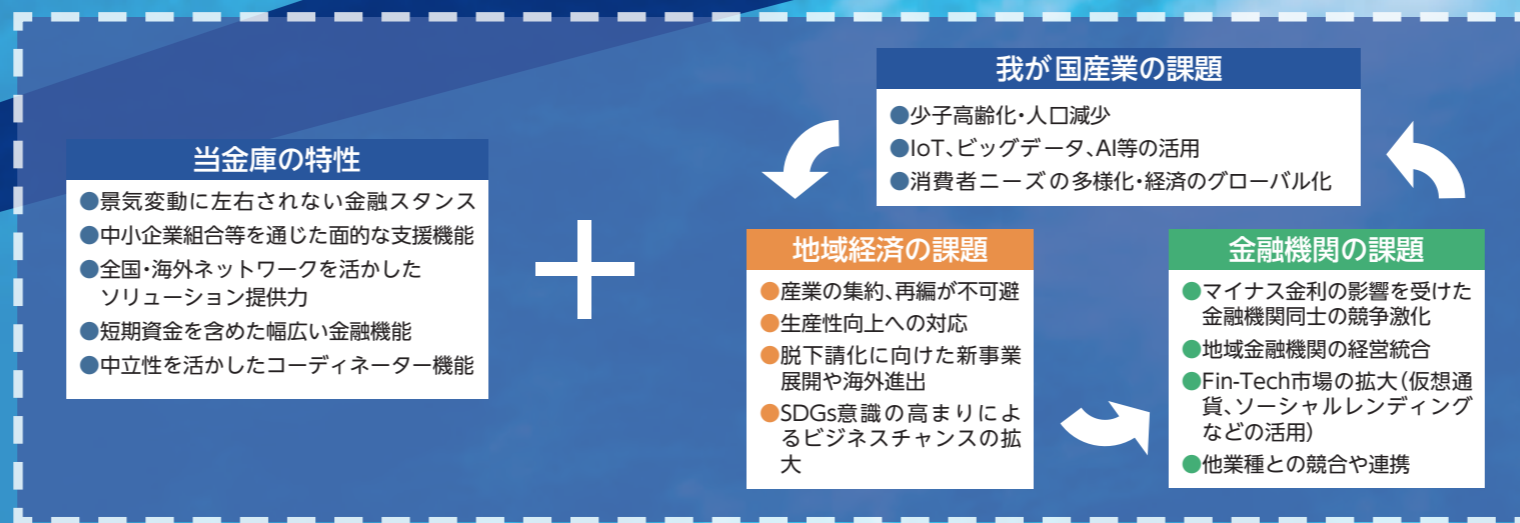 当金庫の特性
●景気変動に左右されない金融スタンス
●中小企業組合等を通じた面的な支援機能
●全国・海外ネットワークを活かした
ソリューション提供力
●短期資金を含めた幅広い金融機能
●中立性を活かしたコーディネーター機能
＋
我が国産業の課題
●少子高齢化・人口減少
●IoT、ビッグデータ、AI等の活用
●消費者ニーズの多様化・経済のグローバル化
地域経済の課題
●産業の集約、再編が不可避
●生産性向上への対応
●脱下請化に向けた新事業
展開や海外進出
●SDGs意識の高まりによ
るビジネスチャンスの拡
大
金融機関の課題
●マイナス金利の影響を受けた
金融機関同士の競争激化
●地域金融機関の経営統合
●Fin-Tech市場の拡大（仮想通
貨、ソーシャルレンディング
などの活用）
●他業種との競合や連携